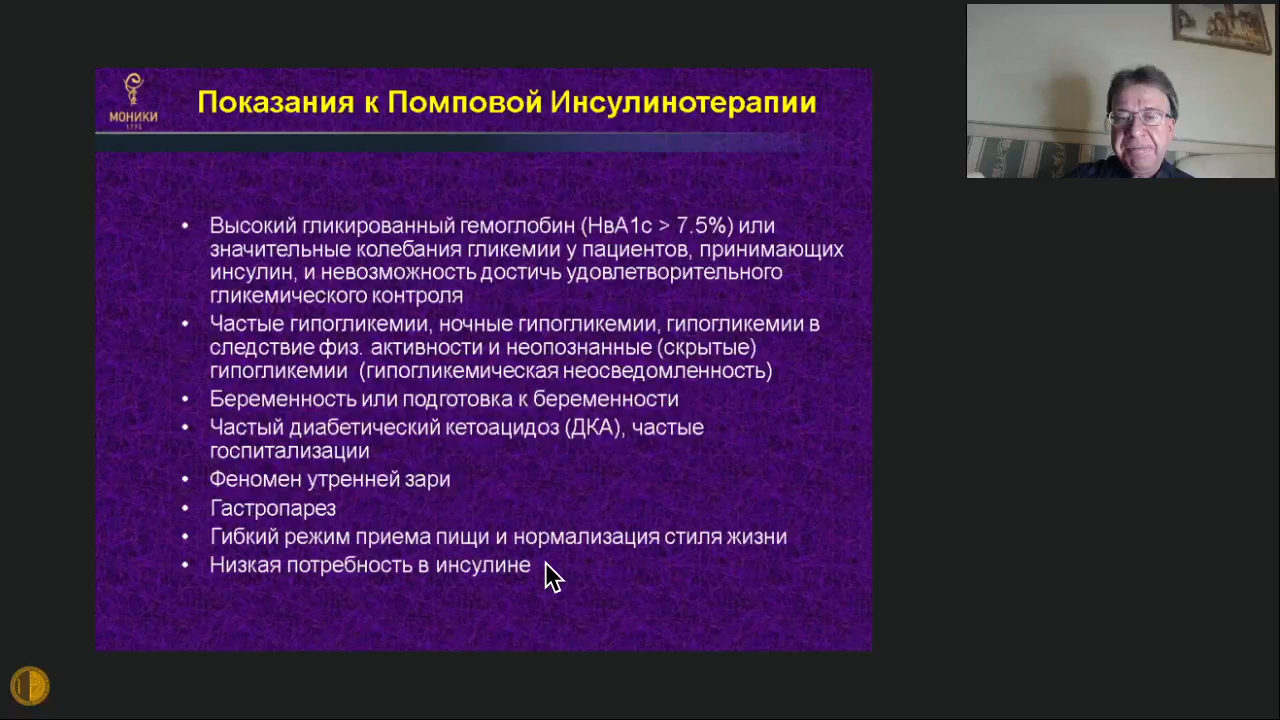 МОНИКИ
1775
Показания к Помповой Инсулинотерапии
• Высокий гликированный гемоглобин (HвA1c > 7.5%) или
значительные колебания гликемии у пациентов, принимающих
инсулин, и невозможность достичь удовлетворительного
гликемического контроля
• Частые гипогликемии, ночные гипогликемии, гипогликемии в
следствие физ. активности и неопознанные (скрытые)
гипогликемии (гипогликемическая неосведомленность)
• Беременность или подготовка к беременности
• Частый диабетический кетоацидоз (ДКА), частые
госпитализации
• Феномен утренней зари
• Гастропарез
• Гибкий режим приема пищи и нормализация стиля жизни
• Низкая потребность в инсулине